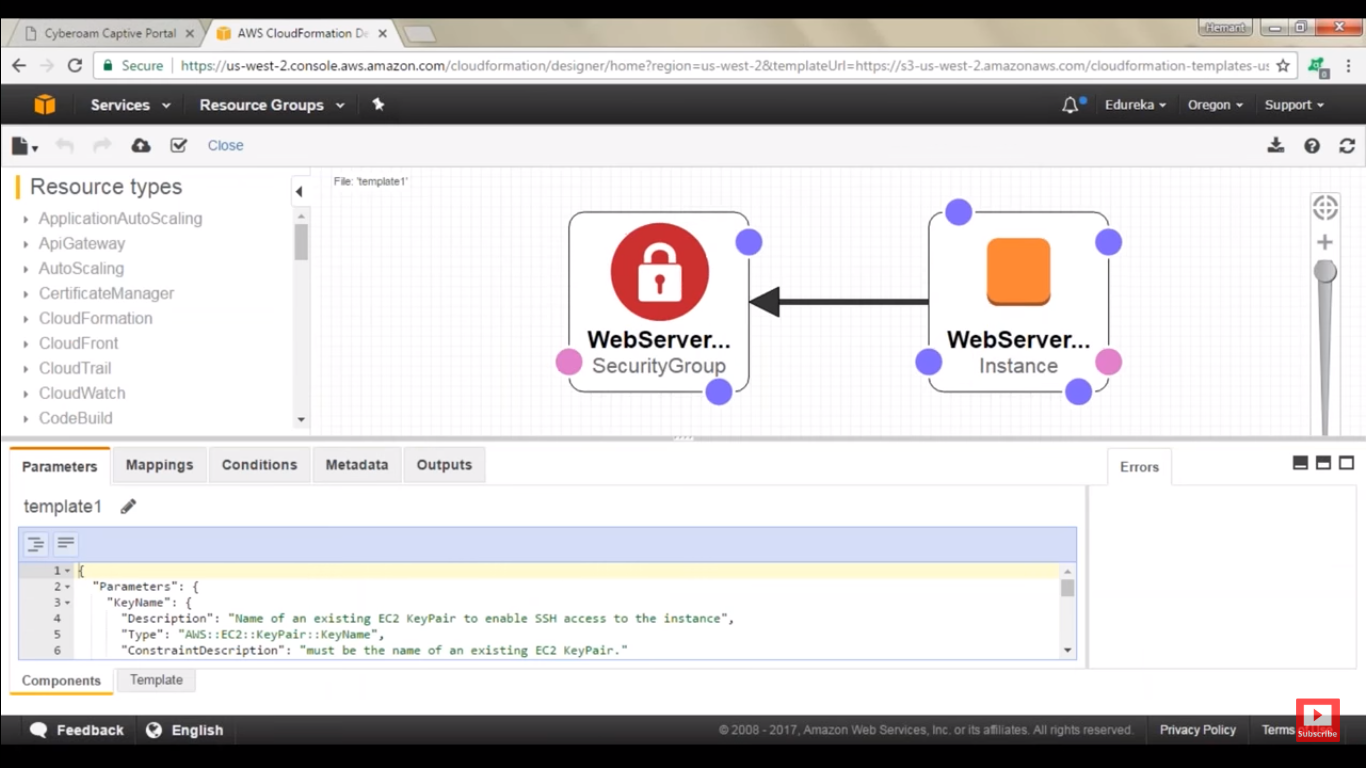 Cyberoam Captive Portal
AWS CloudFormation De
Hemant
Secure
https://us-west-2.console.aws.amazon.com/cloudformation/designer/home?region=us-west-2&templateUrl=https://s3-us-west-2.amazonaws.com/cloudformation-templates-us
Services
Resource Groups
Edureka
Oregon
Support
Close
Resource types
ApplicationAutoScaling
ApiGateway
AutoScaling
CertificateManager
CloudFormation
CloudFront
CloudTrail
CloudWatch
CodeBuild
File: 'template1'
WebServer...
SecurityGroup
WebServer...
Instance
Parameters
Mappings
Conditions
Metadata
Outputs
Errors
template1
1 {
2 "Parameters": {
3 "KeyName": {
4 "Description": "Name of an existing EC2 KeyPair to enable SSH access to the instance",
5 "Type": "AWS::EC2::KeyPair::KeyName",
6 "ConstraintDescription": "must be the name of an existing EC2 KeyPair."
Components
Template
Feedback
English
© 2008 - 2017, Amazon Web Services, Inc. or its affiliates. All rights reserved.
Privacy Policy
Terms
Subscribe